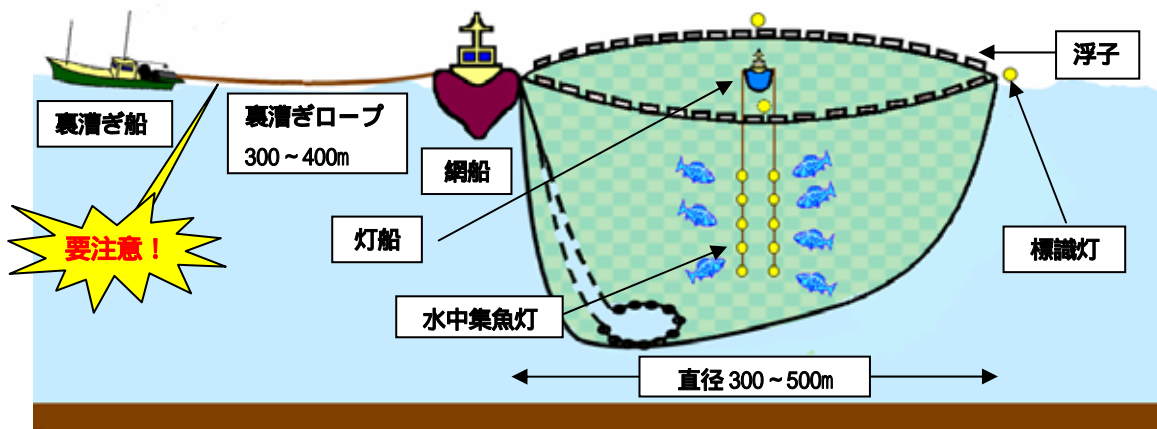 浮子
裏漕ぎ船
裏漕ぎロープ
300~400m
網船
要注意!
灯船
標識灯
水中集魚灯
直径 300~500m